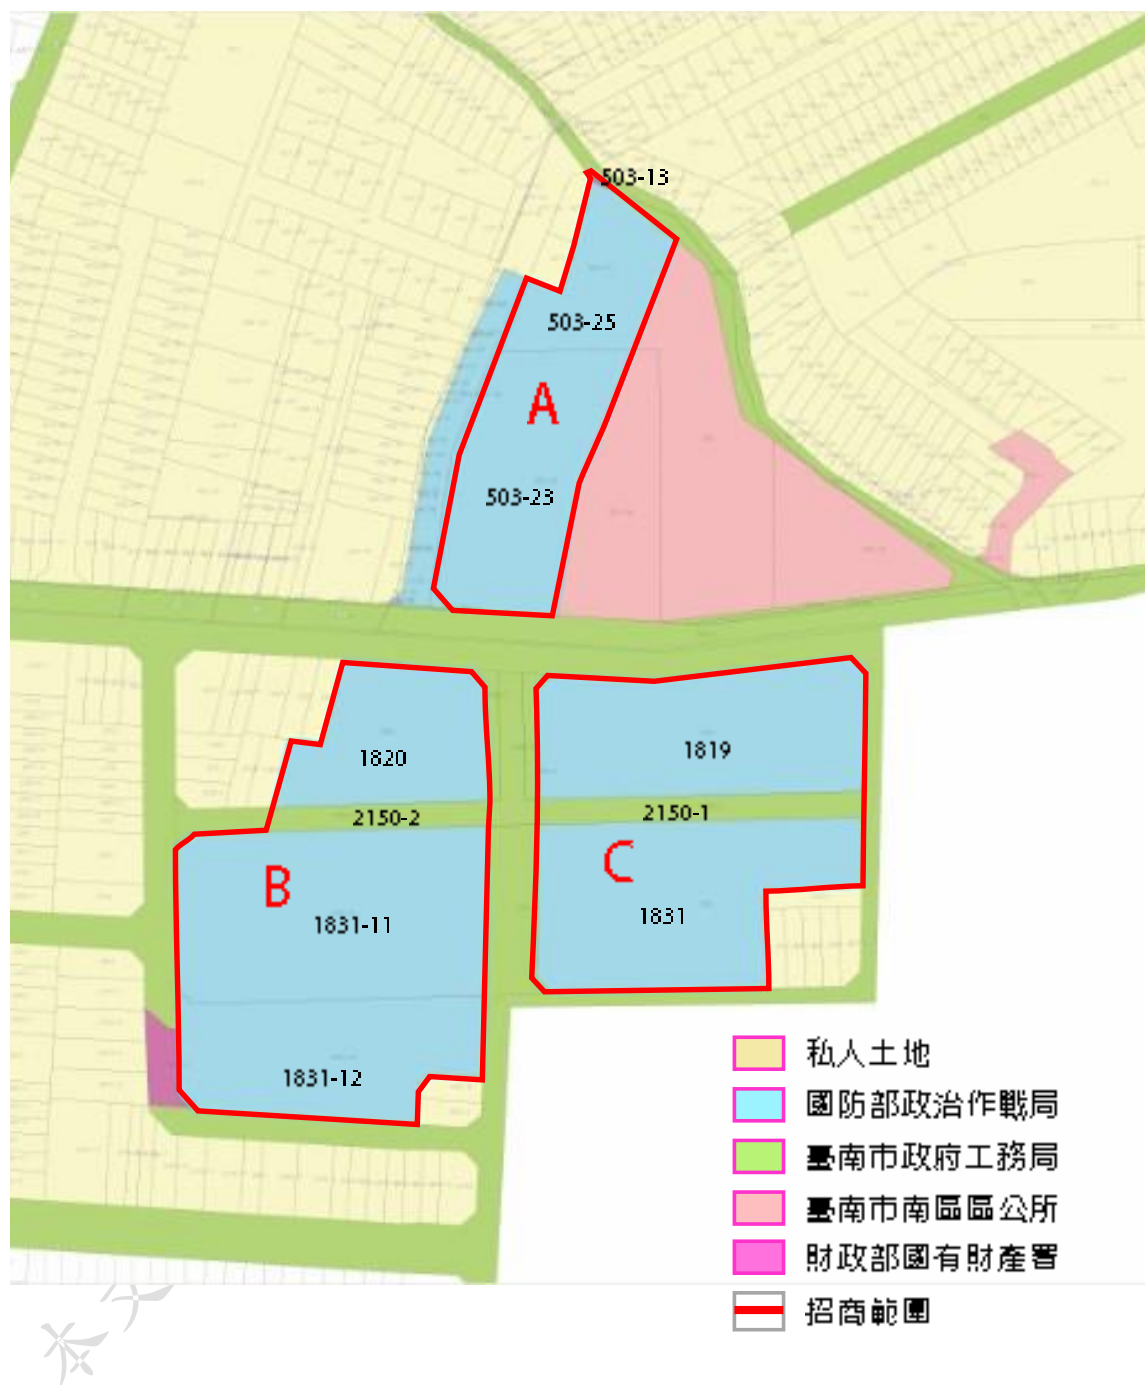 503-13
503-25
A
503-23
1820
1819
2150-2
2150-1
C
B
1831-11
1831
1831-12
私人土地
國防部政治作戰局
臺南市政府工務局
臺南市南區區公所
財政部國有財產署
招商範圍
本文